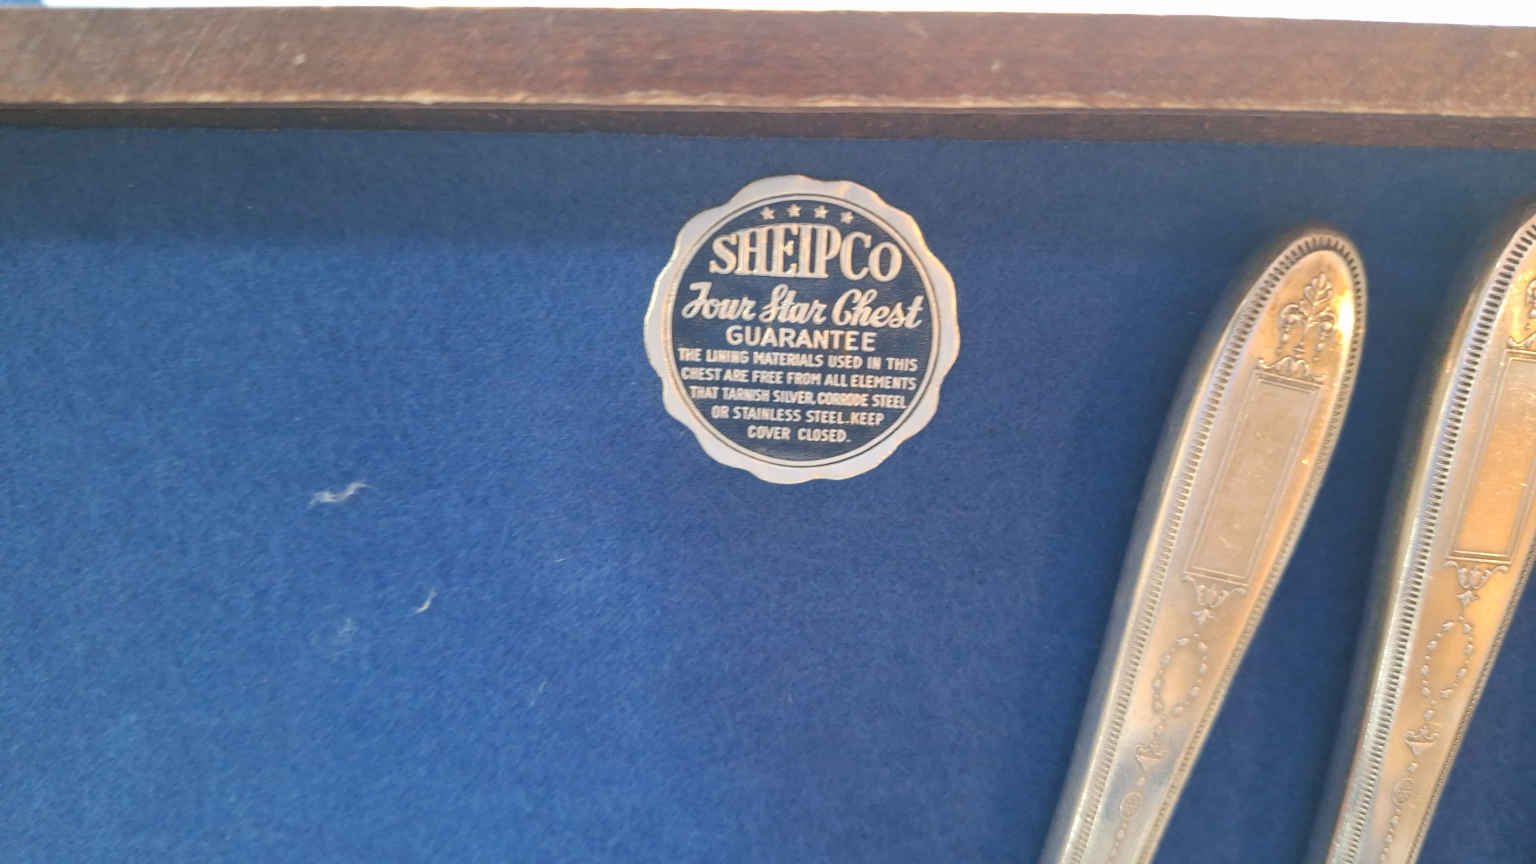 SHEIPCO
Four Star Chest
GUARANTEE
THE LINING MATERIALS USED IN THIS
CHEST ARE FREE FROM ALL ELEMENTS
THAT TARNISH SILVER, CORRODE STEEL
OR STAINLESS STEEL. KEEP
COVER CLOSED.